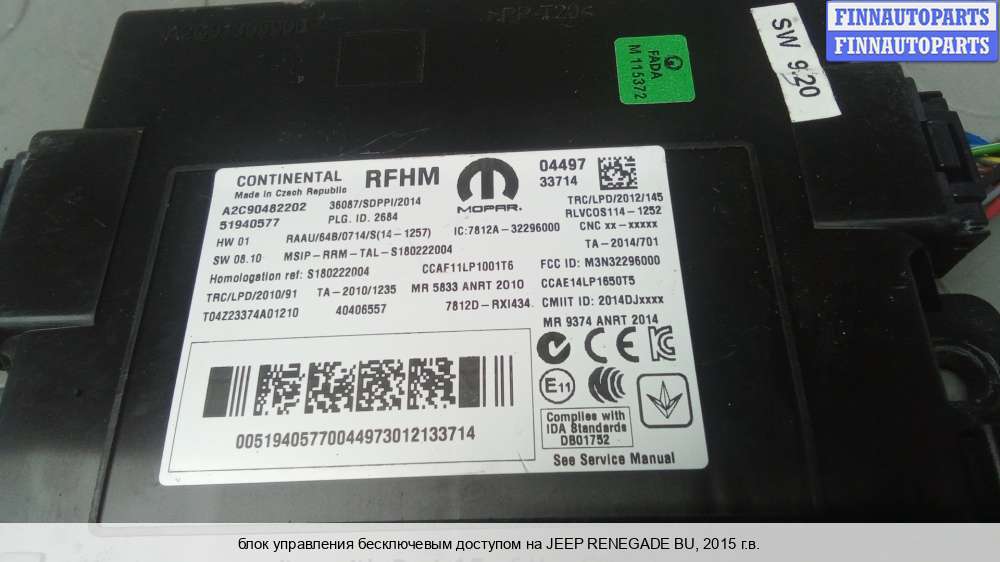 FINNAUTOPARTS
FINNAUTOPARTS
>PP-T20<
SW 9.20
FADA
M 115372
CONTINENTAL
Made in Czech Republic
RFHM
MOPAR.
04497
33714
A2C90482202
51940577
HW 01
SW 08.10
36087/SDPPI/2014
PLG. ID. 2684
RAAU/64B/0714/S(14-1257)
MSIP-RRM-TAL-S180222004
IC:7812A-32296000
TRC/LPD/2012/145
RLVCOS114-1252
CNC xx-xxxxx
TA-2014/701
Homologation ref: S180222004
CCAF11LP1001T6
FCC ID: M3N32296000
TRC/LPD/2010/91
TA-2010/1235
MR 5833 ANRT 2010
CCAE14LP1650T5
T04Z23374A01210
40406557
7812D-RXI434
CMIIT ID: 2014DJxxxx
MR 9374 ANRT 2014
CE
E11
Complies with
IDA Standards
DB01752
See Service Manual
00519405770044973012133714
блок управления бесключевым доступом на JEEP RENEGADE BU, 2015 г.в.